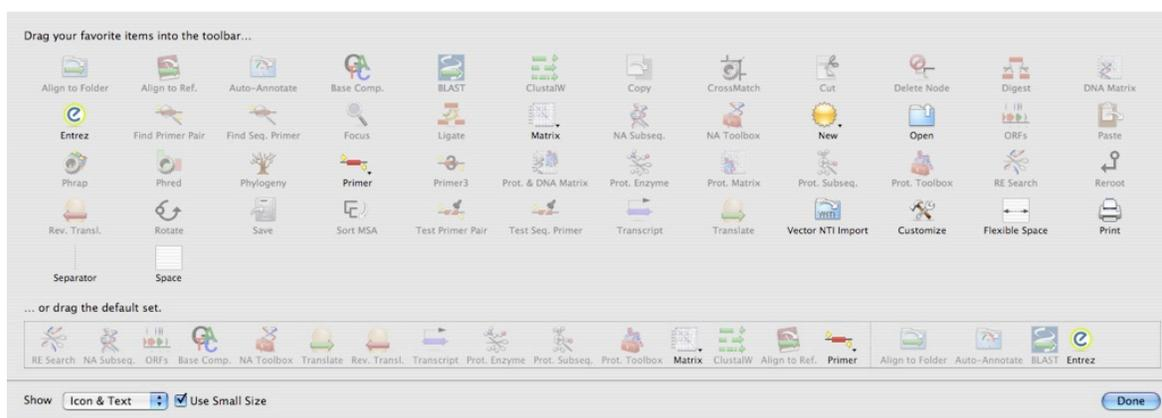 Drag your favorite items into the toolbar...
Align to Folder Align to Ref. Auto-Annotate Base Comp. BLAST ClustalW Copy CrossMatch Cut Delete Node Digest DNA Matrix
Entrez Find Primer Pair Find Seq. Primer Focus Ligate Matrix NA Subseq. NA Toolbox New Open ORFs Paste
Phrap Phred Phylogeny Primer Primer3 Prot. & DNA Matrix Prot. Enzyme Prot. Matrix Prot. Subseq. Prot. Toolbox RE Search Reroot
Rev. Transl. Rotate Save Sort MSA Test Primer Pair Test Seq. Primer Transcript Translate Vector NTI Import Customize Flexible Space Print
Separator Space
... or drag the default set.
RE Search NA Subseq. ORFs Base Comp. NA Toolbox Translate Rev. Transl. Transcript Prot. Enzyme Prot. Subseq. Prot. Toolbox Matrix ClustalW Align to Ref. Primer Align to Folder Auto-Annotate BLAST Entrez
Show Icon & Text Use Small Size Done